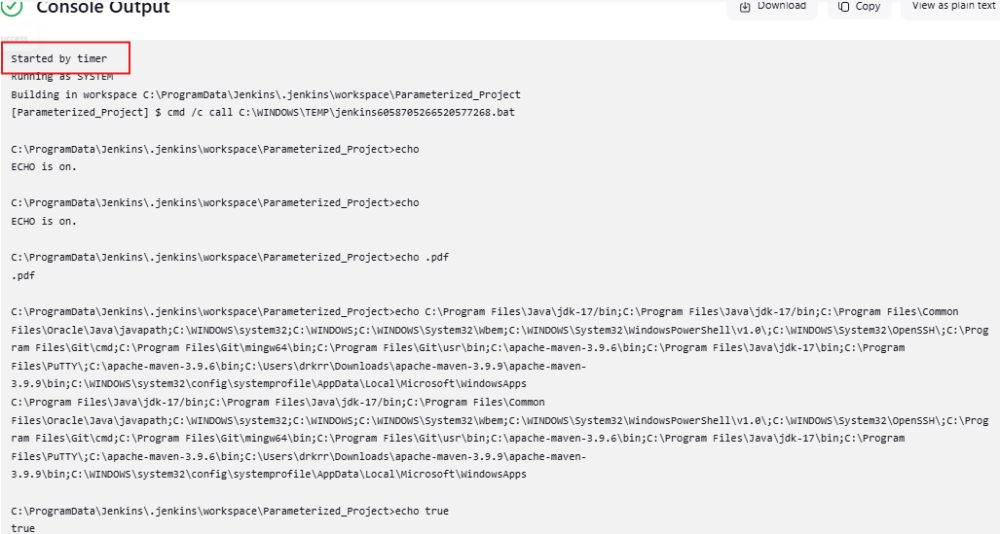 Console Output
Download
Copy
View as plain text
Started by timer
Running as SYSTEM
Building in workspace C:\ProgramData\Jenkins\.jenkins\workspace\Parameterized_Project
[Parameterized_Project] $ cmd /c call C:\WINDOWS\TEMP\jenkins6058705266520577268.bat
C:\ProgramData\Jenkins\.jenkins\workspace\Parameterized_Project>echo
ECHO is on.
C:\ProgramData\Jenkins\.jenkins\workspace\Parameterized_Project>echo
ECHO is on.
C:\ProgramData\Jenkins\.jenkins\workspace\Parameterized_Project>echo .pdf
.pdf
C:\ProgramData\Jenkins\.jenkins\workspace\Parameterized_Project>echo C:\Program Files\Java\jdk-17/bin;C:\Program Files\Java\jdk-17/bin;C:\Program Files\Common
Files\Oracle\Java\javapath;C:\WINDOWS\system32;C:\WINDOWS;C:\WINDOWS\System32\Wbem;C:\WINDOWS\System32\WindowsPowerShell\v1.0\;C:\WINDOWS\System32\OpenSSH\;C:\Prog
ram Files\Git\cmd;C:\Program Files\Git\mingw64\bin;C:\Program Files\Git\usr\bin;C:\apache-maven-3.9.6\bin;C:\Program Files\Java\jdk-17\bin;C:\Program
Files\PuTTY\;C:\apache-maven-3.9.6\bin;C:\Users\drkrr\Downloads\apache-maven-3.9.9\apache-maven-
3.9.9\bin;C:\WINDOWS\system32\config\systemprofile\AppData\Local\Microsoft\WindowsApps
C:\Program Files\Java\jdk-17/bin;C:\Program Files\Java\jdk-17/bin;C:\Program Files\Common
Files\Oracle\Java\javapath;C:\WINDOWS\system32;C:\WINDOWS;C:\WINDOWS\System32\Wbem;C:\WINDOWS\System32\WindowsPowerShell\v1.0\;C:\WINDOWS\System32\OpenSSH\;C:\Prog
ram Files\Git\cmd;C:\Program Files\Git\mingw64\bin;C:\Program Files\Git\usr\bin;C:\apache-maven-3.9.6\bin;C:\Program Files\Java\jdk-17\bin;C:\Program
Files\PuTTY\;C:\apache-maven-3.9.6\bin;C:\Users\drkrr\Downloads\apache-maven-3.9.9\apache-maven-
3.9.9\bin;C:\WINDOWS\system32\config\systemprofile\AppData\Local\Microsoft\WindowsApps
C:\ProgramData\Jenkins\.jenkins\workspace\Parameterized_Project>echo true
true